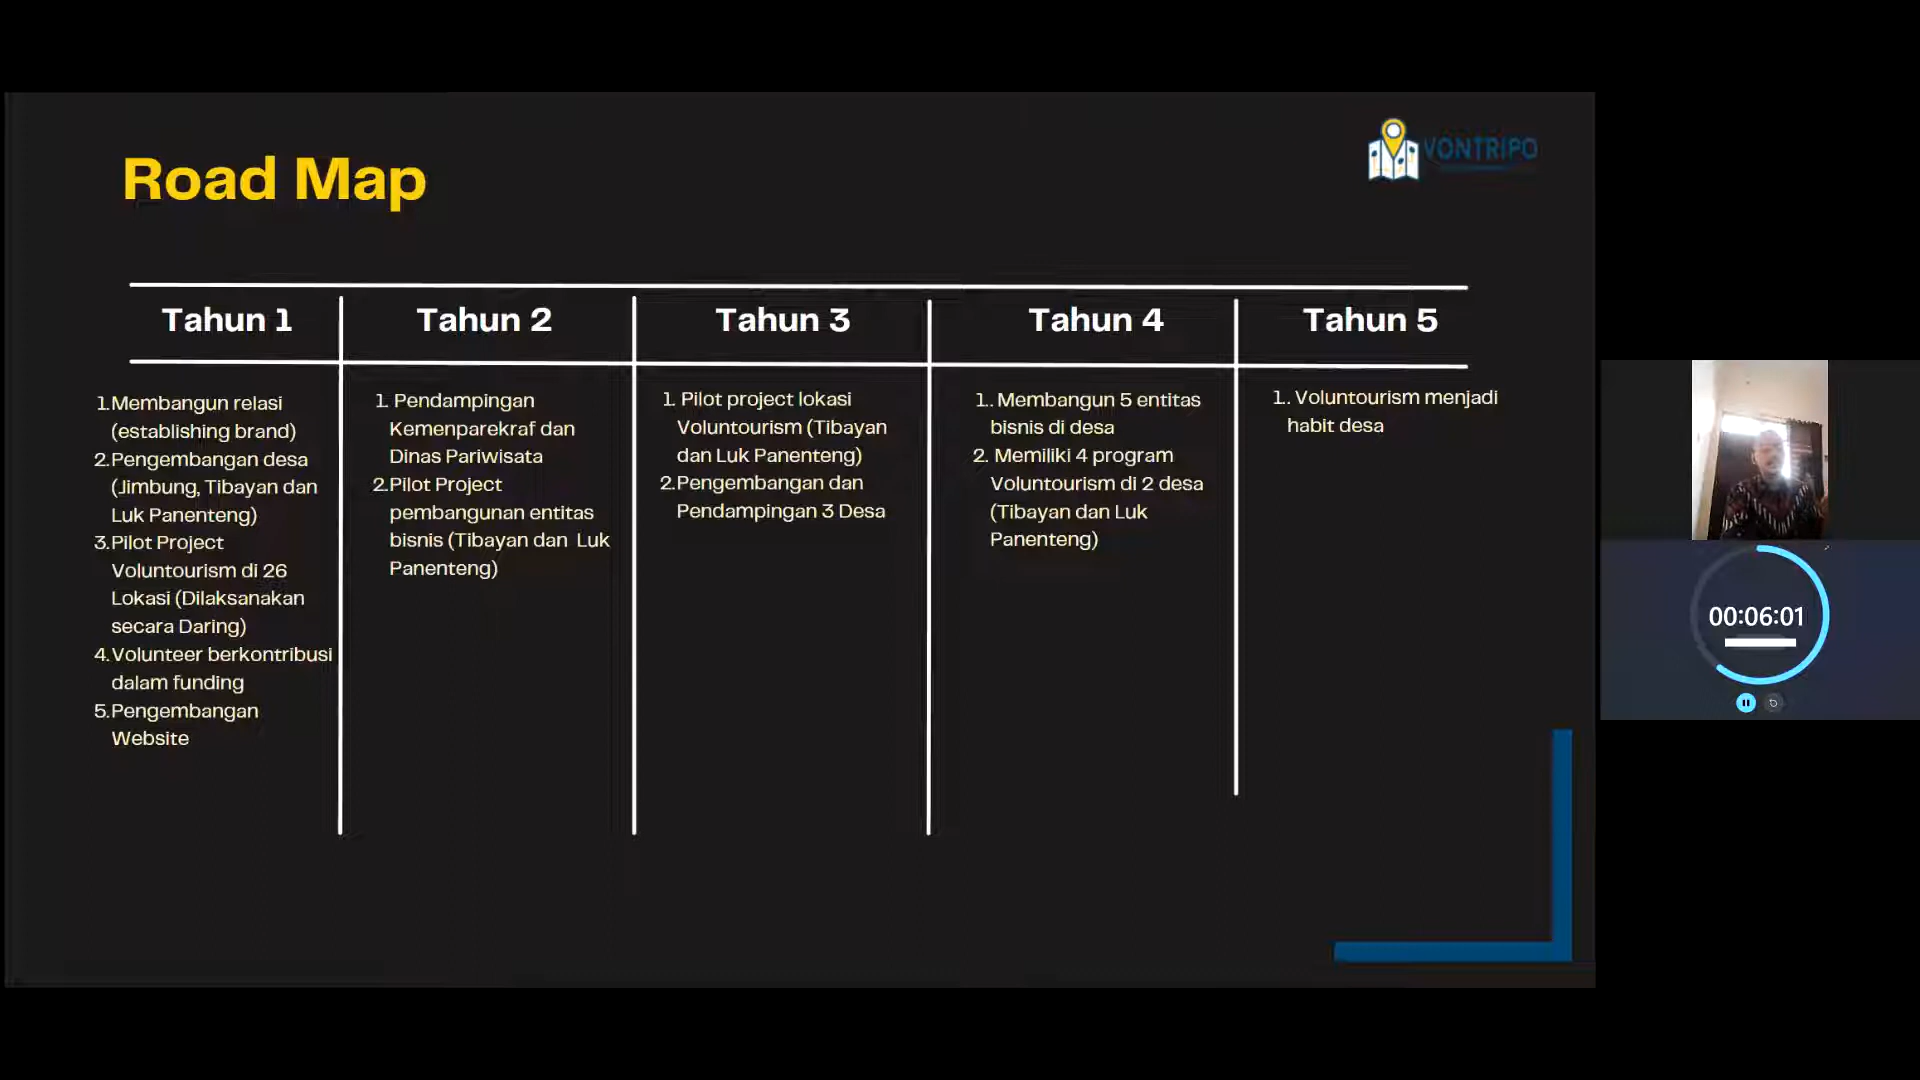 Road Map
VONTRIPO
Tahun 1
Tahun 2
Tahun 3
Tahun 4
Tahun 5
1.Membangun relasi
(establishing brand)
2.Pengembangan desa
(Jimbung, Tibayan dan
Luk Panenteng)
3.Pilot Project
Voluntourism di 26
Lokasi (Dilaksanakan
secara Daring)
4.Volunteer berkontribusi
dalam funding
5.Pengembangan
Website
1. Pendampingan
Kemenparekraf dan
Dinas Pariwisata
2.Pilot Project
pembangunan entitas
bisnis (Tibayan dan Luk
Panenteng)
1. Pilot project lokasi
Voluntourism (Tibayan
dan Luk Panenteng)
2.Pengembangan dan
Pendampingan 3 Desa
1.. Membangun 5 entitas
bisnis di desa
2. Memiliki 4 program
Voluntourism di 2 desa
(Tibayan dan Luk
Panenteng)
1.. Voluntourism menjadi
habit desa
00:06:01